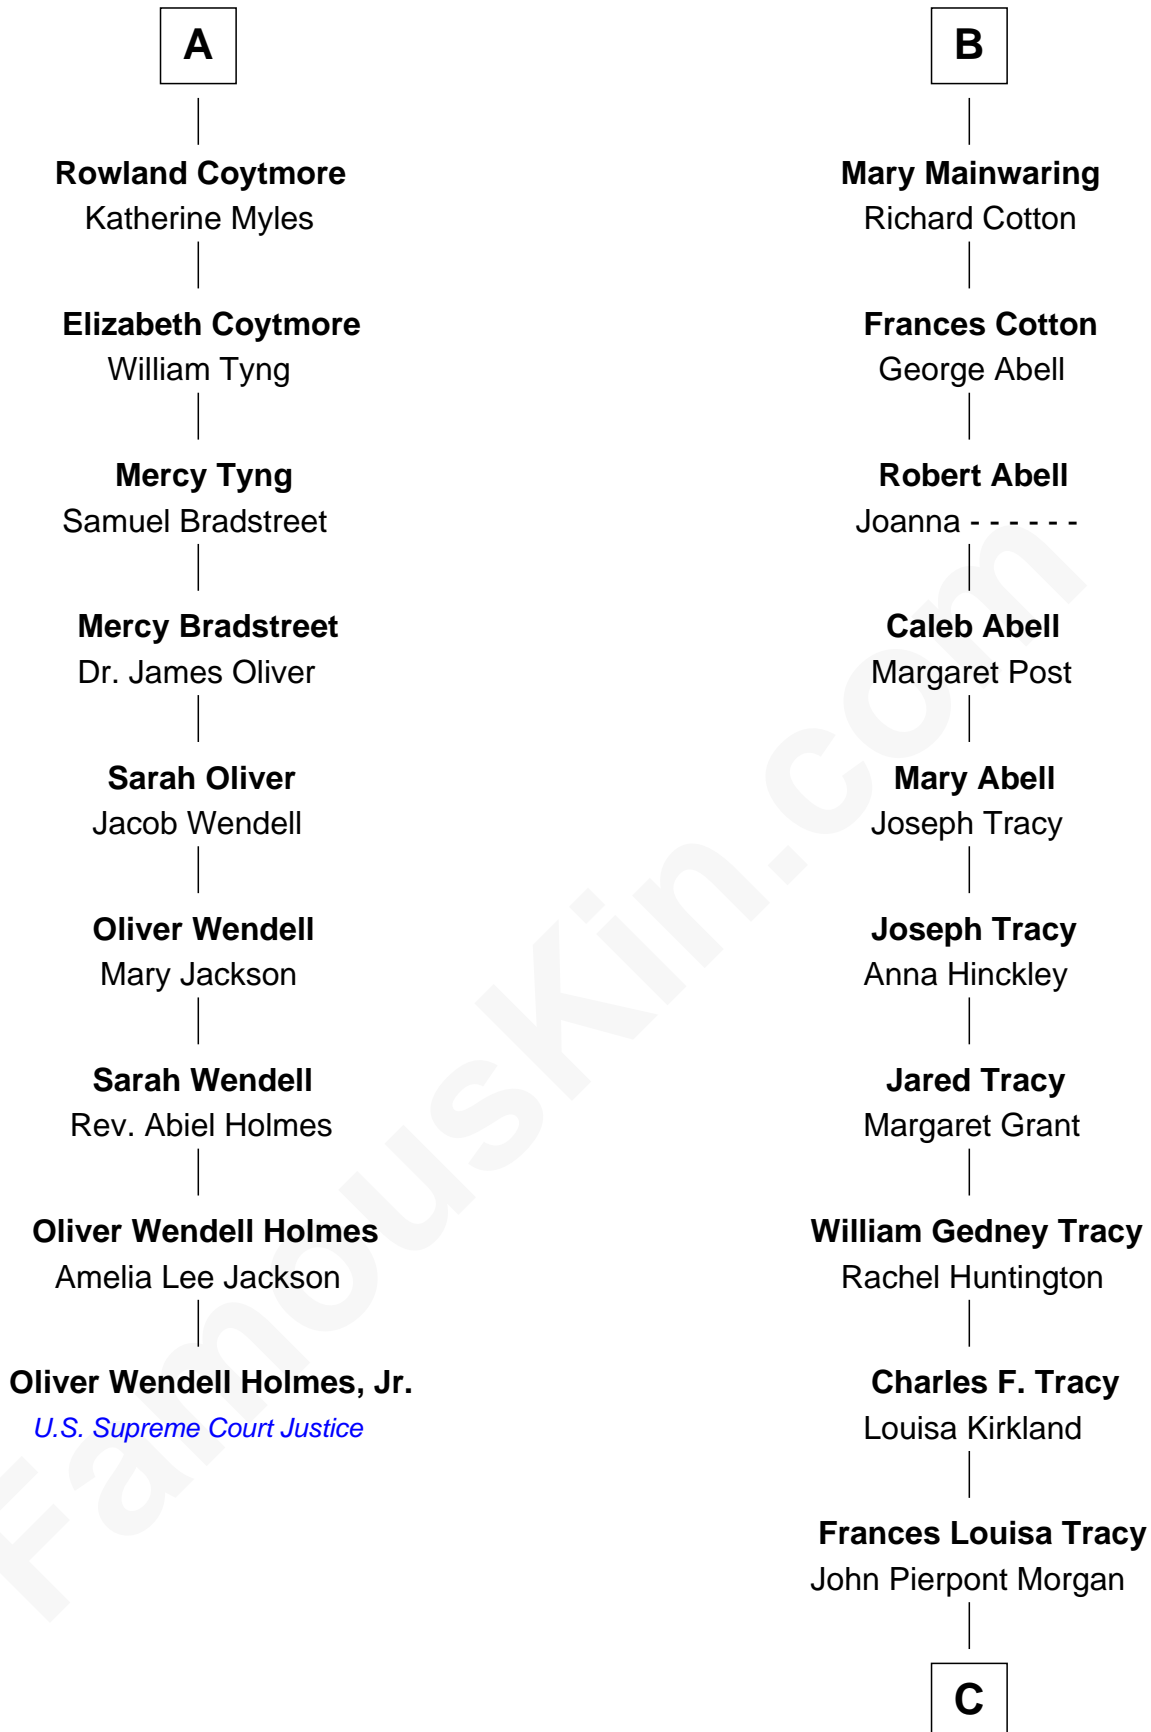 A
Rowland Coytmore
Katherine Myles
Elizabeth Coytmore
William Tyng
Mercy Tyng
Samuel Bradstreet
Mercy Bradstreet
Dr. James Oliver
Sarah Oliver
Jacob Wendell
Oliver Wendell
Mary Jackson
Sarah Wendell
Rev. Abiel Holmes
Oliver Wendell Holmes
Amelia Lee Jackson
Oliver Wendell Holmes, Jr.
U.S. Supreme Court Justice
B
Mary Mainwaring
Richard Cotton
Frances Cotton
George Abell
Robert Abell
Joanna - - - - - -
Caleb Abell
Margaret Post
Mary Abell
Joseph Tracy
Joseph Tracy
Anna Hinckley
Jared Tracy
Margaret Grant
William Gedney Tracy
Rachel Huntington
Charles F. Tracy
Louisa Kirkland
Frances Louisa Tracy
John Pierpont Morgan
C
FamousKin.com